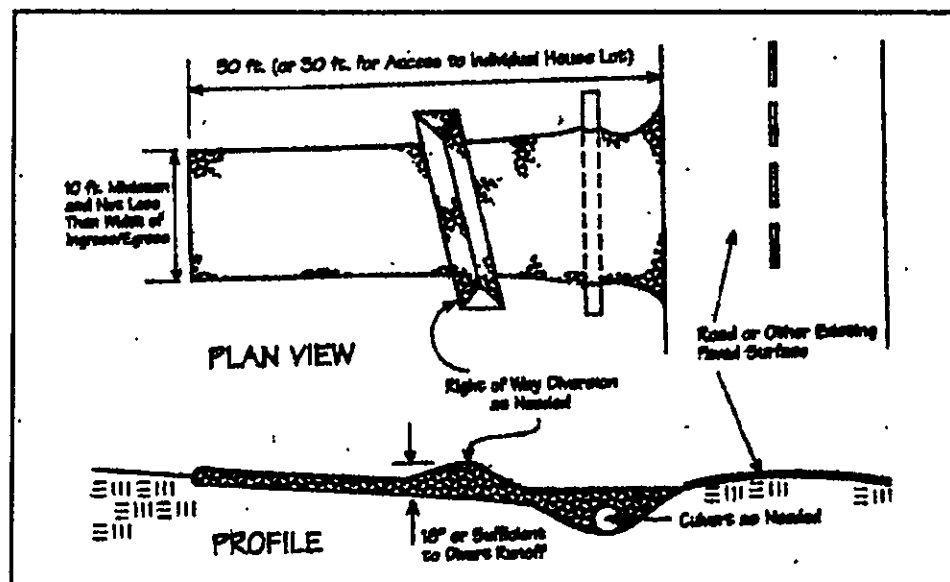 50 ft. (or 30 ft. for Access to Individual House Lot)
10 ft. Minimum
and Not Less
Than Width of
Ingress/Egress
PLAN VIEW
Right of Way Diversion
as Needed
Road or Other Existing
Paved Surface
18" or Sufficient
to Divert Runoff
Culvert as Needed
PROFILE